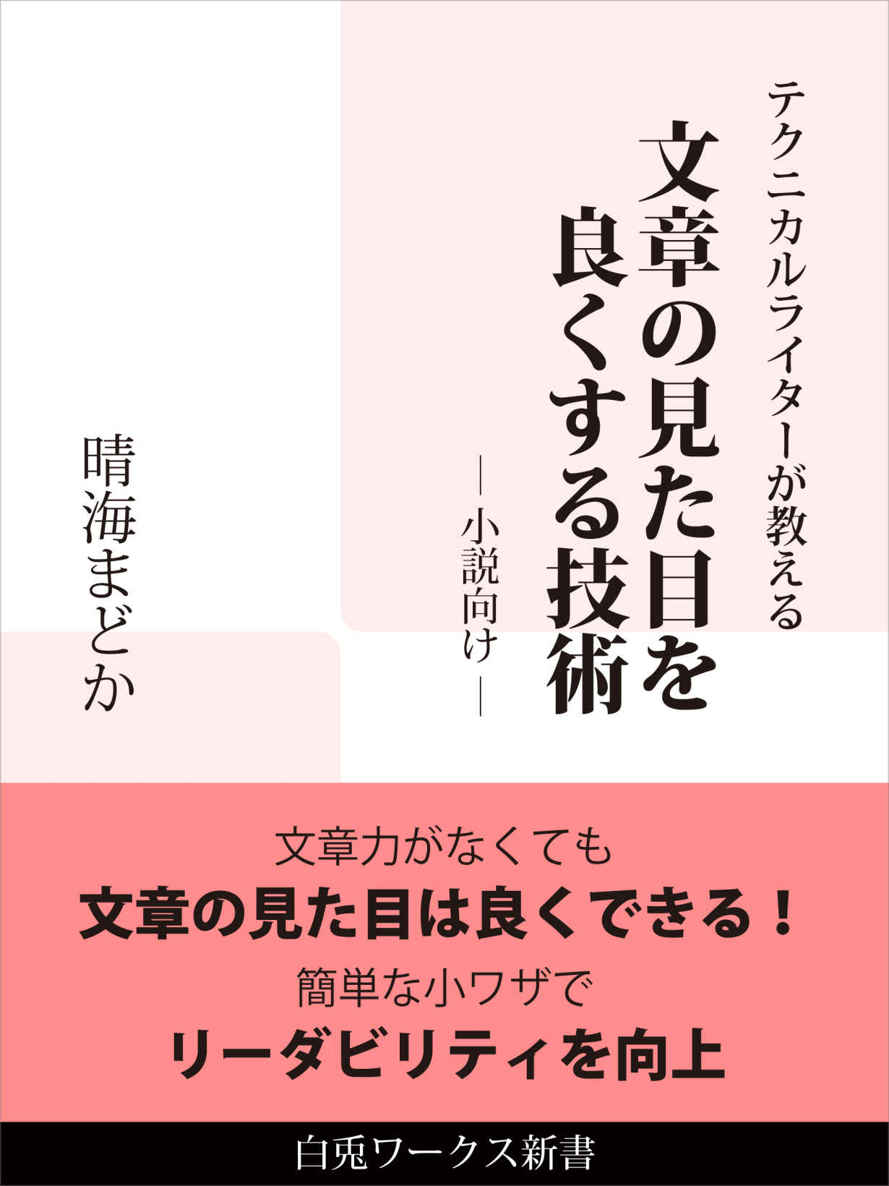 テクニカルライターが教える
文章の見た目を
良くする技術
― 小説向け ―
晴海まどか
文章力がなくても
文章の見た目は良くできる！
簡単な小ワザで
リーダビリティを向上
白兎ワークス新書